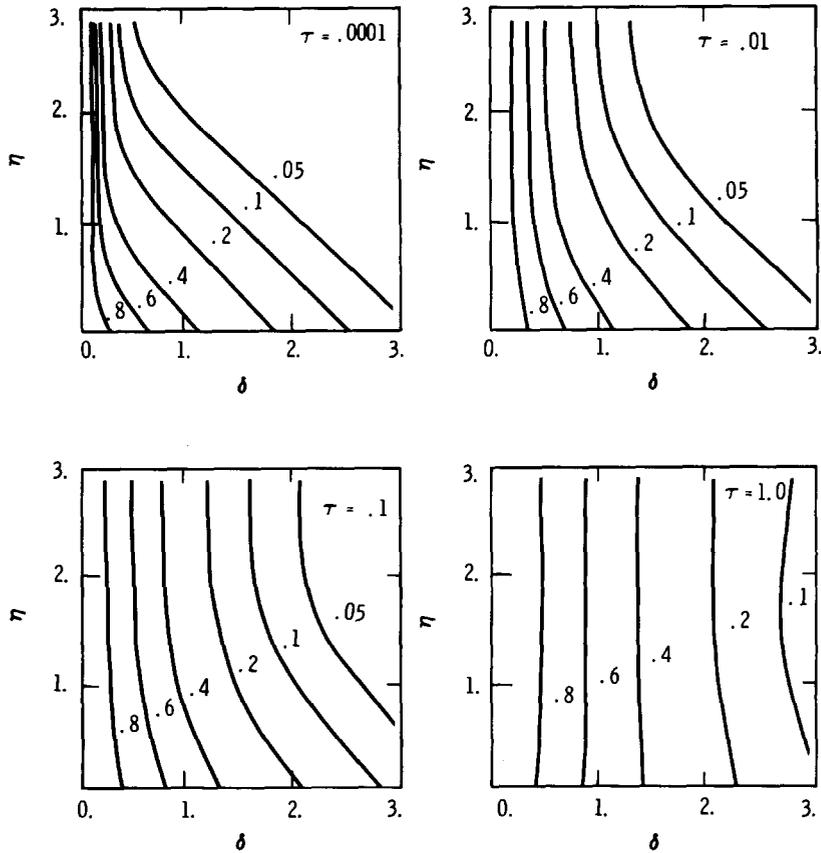 3.
τ = .0001
2.
η
.05
.1
1.
.2
.4
.6
.8
0. 1. 2. 3.
δ
3.
τ = .01
2.
η
.05
.1
1.
.2
.4
.6
.8
0. 1. 2. 3.
δ
3.
τ = .1
2.
η
.05
.1
.2
1.
.4
.6
.8
0. 1. 2. 3.
δ
3.
τ = 1.0
2.
η
.1
.2
.4
1.
.6
.8
0. 1. 2. 3.
δ